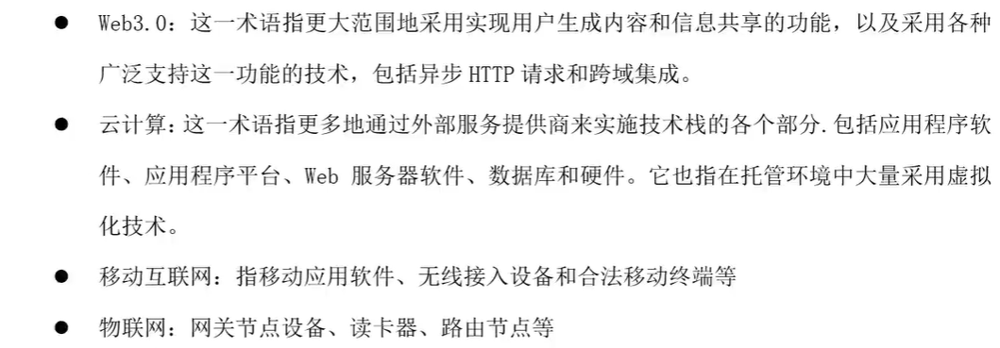 ● Web3.0：这一术语指更大范围地采用实现用户生成内容和信息共享的功能，以及采用各种
广泛支持这一功能的技术，包括异步 HTTP 请求和跨域集成。
● 云计算：这一术语指更多地通过外部服务提供商来实施技术栈的各个部分.包括应用程序软
件、应用程序平台、Web 服务器软件、数据库和硬件。它也指在托管环境中大量采用虚拟
化技术。
● 移动互联网：指移动应用软件、无线接入设备和合法移动终端等
● 物联网：网关节点设备、读卡器、路由节点等